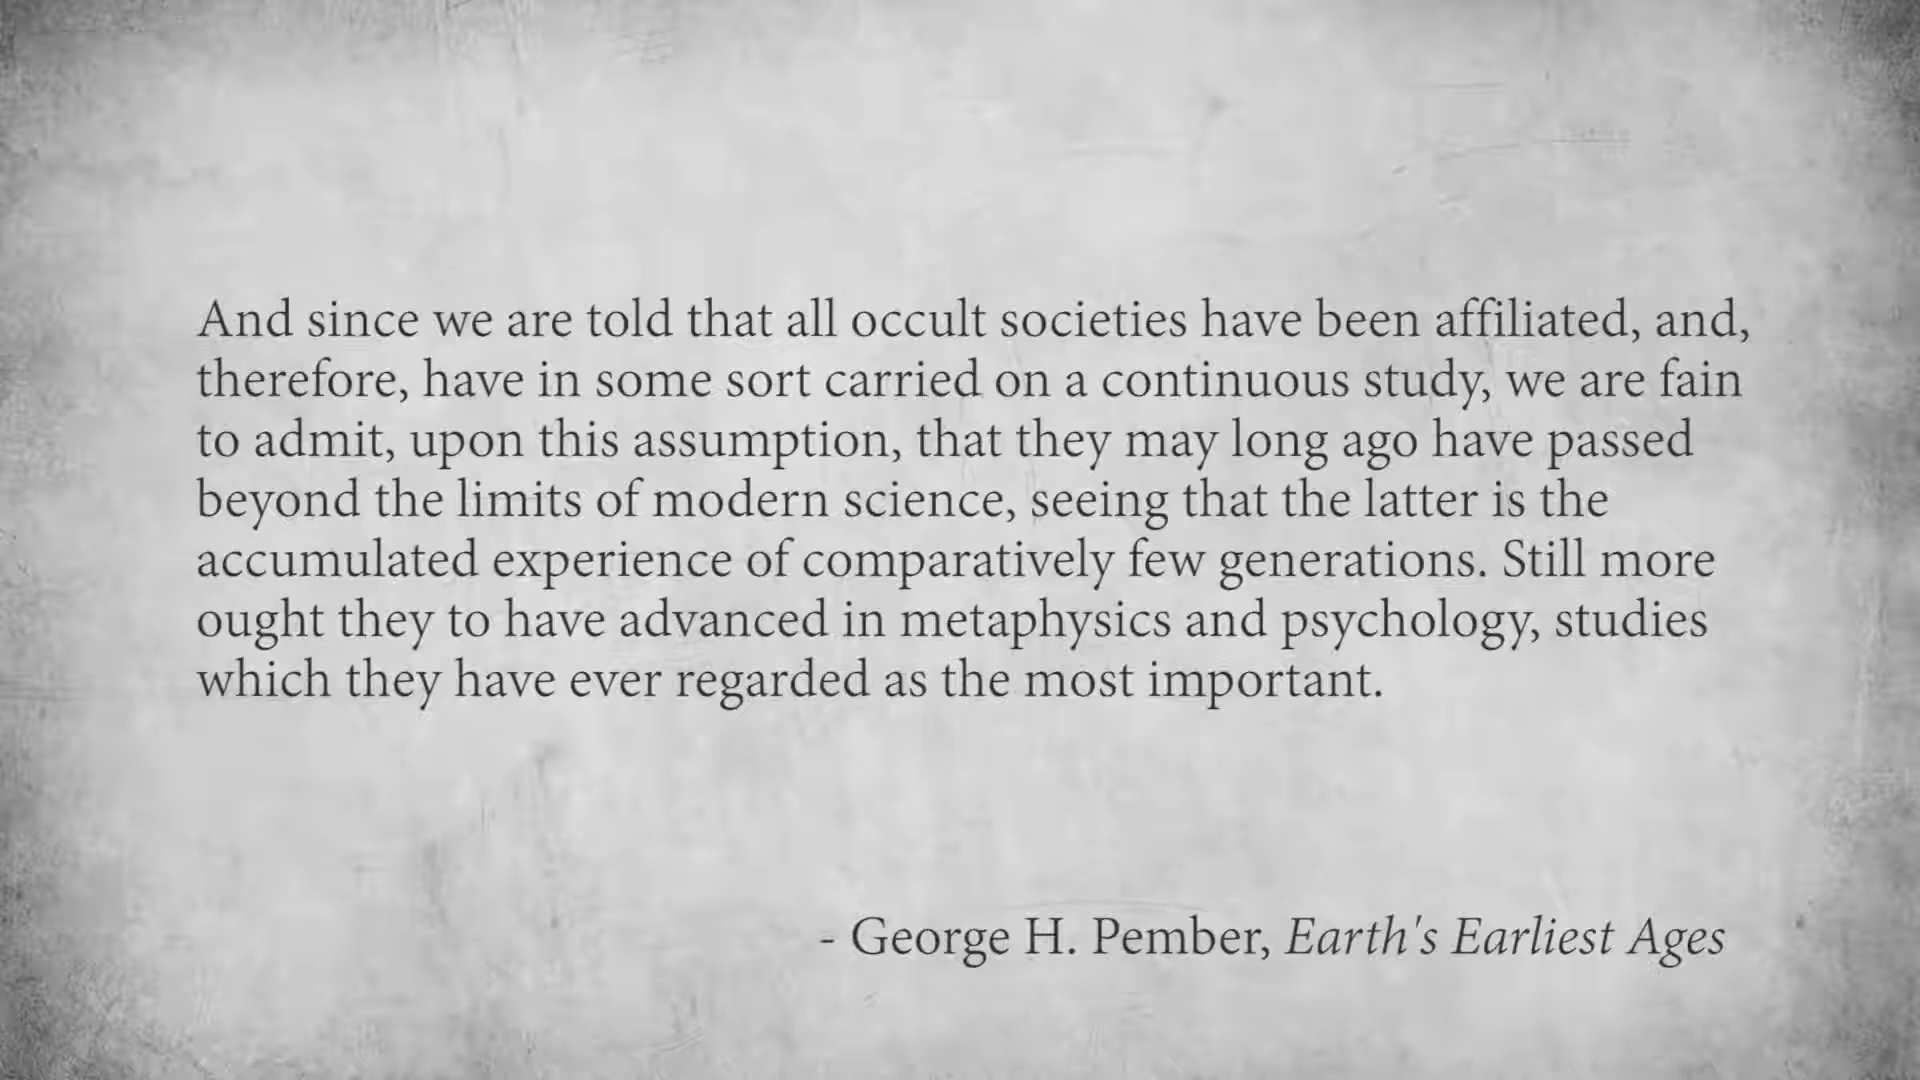 And since we are told that all occult societies have been affiliated, and,
therefore, have in some sort carried on a continuous study, we are fain
to admit, upon this assumption, that they may long ago have passed
beyond the limits of modern science, seeing that the latter is the
accumulated experience of comparatively few generations. Still more
ought they to have advanced in metaphysics and psychology, studies
which they have ever regarded as the most important.
- George H. Pember, Earth's Earliest Ages